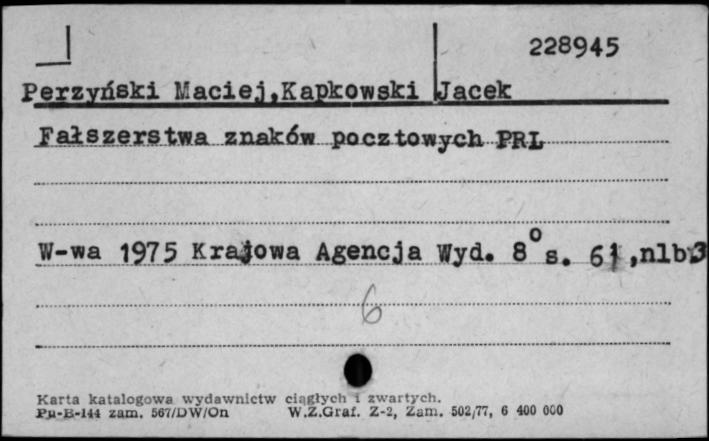 228945
Perzyński Maciej,Kapkowski Jacek
Fałszerstwa znaków pocztowych PRL
W-wa 1975 Krajowa Agencja Wyd. 8° s. 61 ,nlb3
6
Karta katalogowa wydawnictw ciągłych i zwartych.
Pu-B-144 zam. 567/DW/On W.Z.Graf. Z-2, Zam. 502/77, 6 400 000